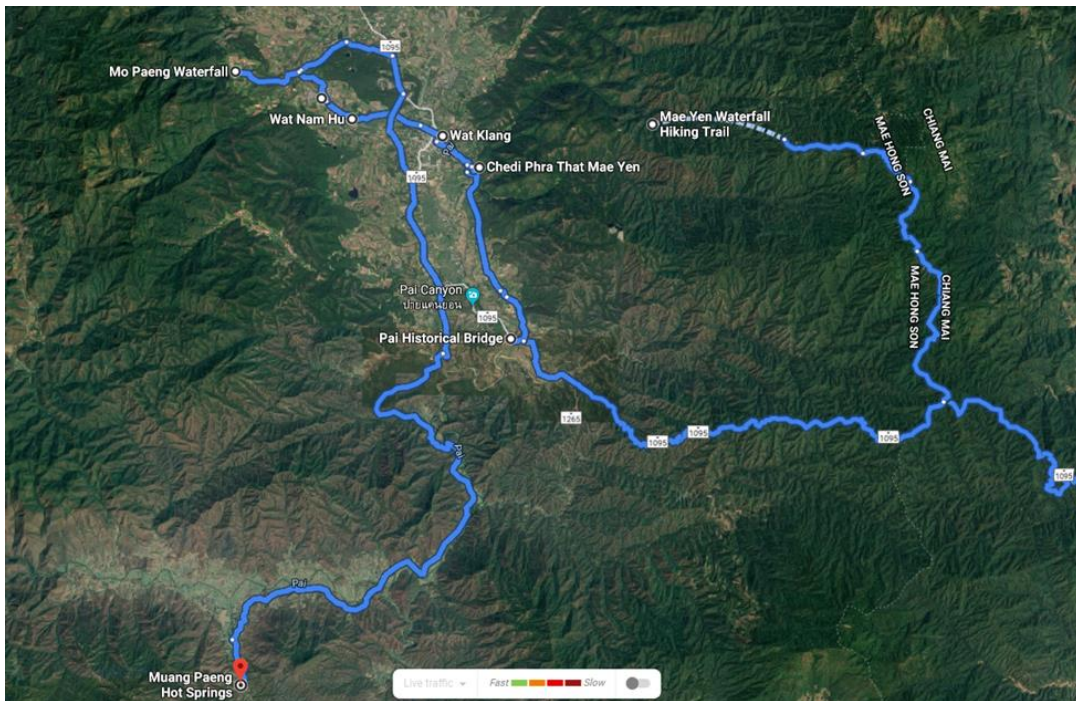 1095
Mo Paeng Waterfall
Wat Nam Hu
Wat Klang
Pai
Chedi Phra That Mae Yen
1095
Mae Yen Waterfall
Hiking Trail
CHIANG MAI
MAE HONG SON
Pai Canyon
ปายแคนยอน
1095
Pai Historical Bridge
MAE HONG SON
CHIANG MAI
1265
1095
1095
1095
1095
Pai
Pai
Muang Paeng
Hot Springs
Live traffic
Fast
Slow